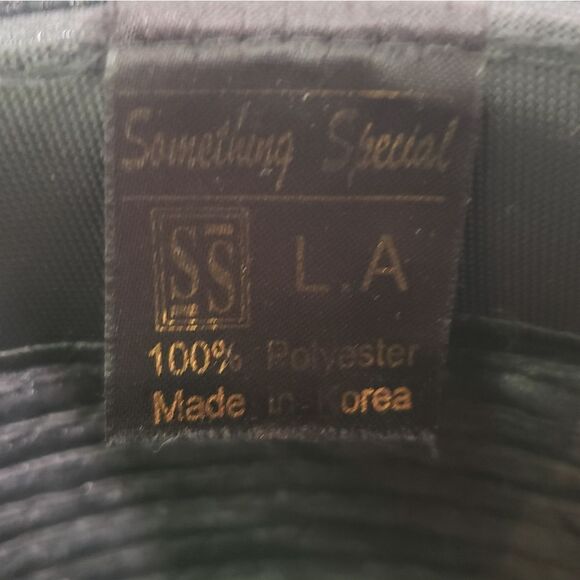 Something Special
SS L.A
100% Polyester
Made in Korea